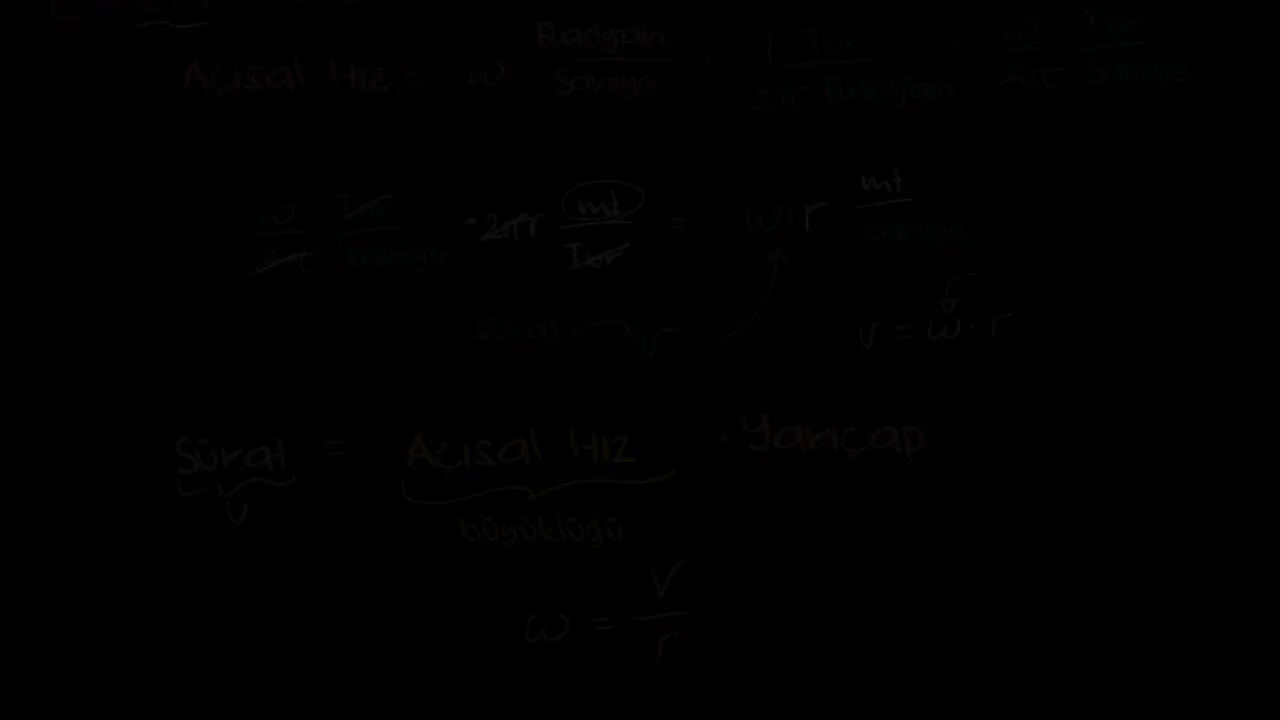 Açısal Hız = ω Radyan/Saniye · 1 Tur/2π Radyan = ω/2π Tur/Saniye
ω/2π Tur/saniye · 2πr mt/Tur = ω · r mt/saniye
sürat v
v = ω · r
Sürat = Açısal Hız · Yarıçap
v
büyüklüğü
ω = V/r